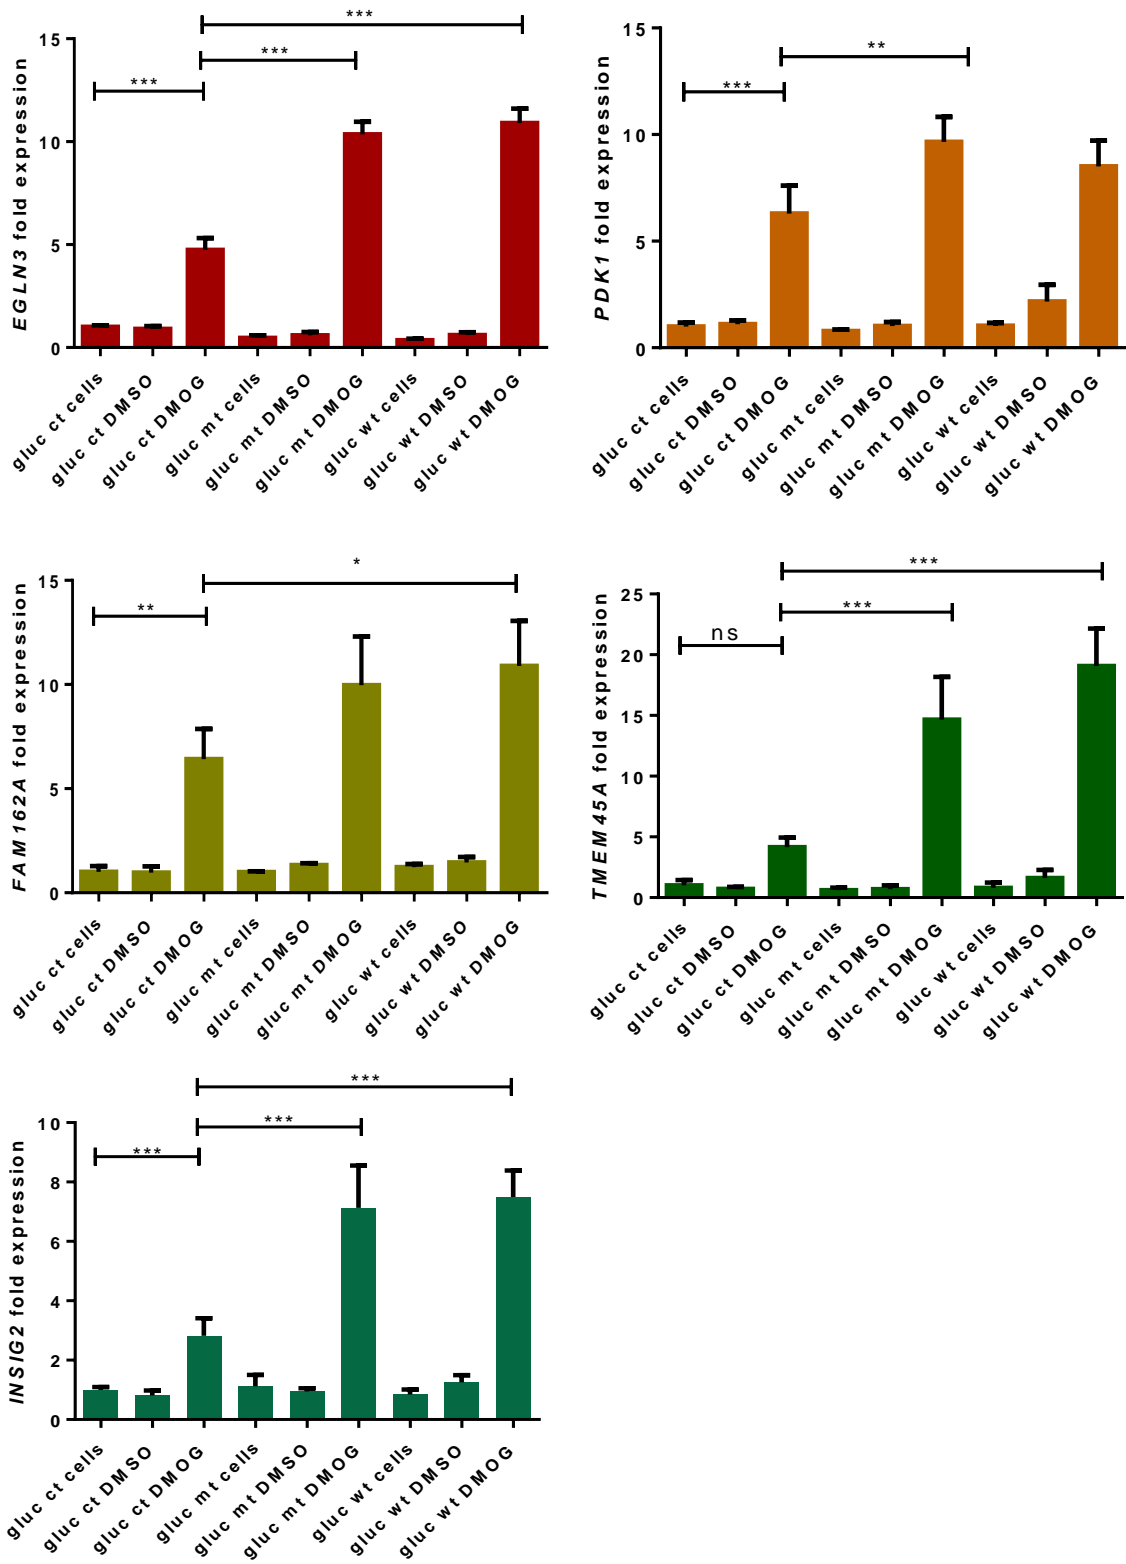 ***
***
***
EGLN3 fold expression
15
10
5
0
gluc ct cells
gluc ct DMSO
gluc ct DMOG
gluc mt cells
gluc mt DMSO
gluc mt DMOG
gluc wt cells
gluc wt DMSO
gluc wt DMOG
**
***
PDK1 fold expression
15
10
5
0
gluc ct cells
gluc ct DMSO
gluc ct DMOG
gluc mt cells
gluc mt DMSO
gluc mt DMOG
gluc wt cells
gluc wt DMSO
gluc wt DMOG
*
**
FAM162A fold expression
15
10
5
0
gluc ct cells
gluc ct DMSO
gluc ct DMOG
gluc mt cells
gluc mt DMSO
gluc mt DMOG
gluc wt cells
gluc wt DMSO
gluc wt DMOG
***
***
ns
TMEM45A fold expression
25
20
15
10
5
0
gluc ct cells
gluc ct DMSO
gluc ct DMOG
gluc mt cells
gluc mt DMSO
gluc mt DMOG
gluc wt cells
gluc wt DMSO
gluc wt DMOG
***
***
***
INSIG2 fold expression
10
8
6
4
2
0
gluc ct cells
gluc ct DMSO
gluc ct DMOG
gluc mt cells
gluc mt DMSO
gluc mt DMOG
gluc wt cells
gluc wt DMSO
gluc wt DMOG